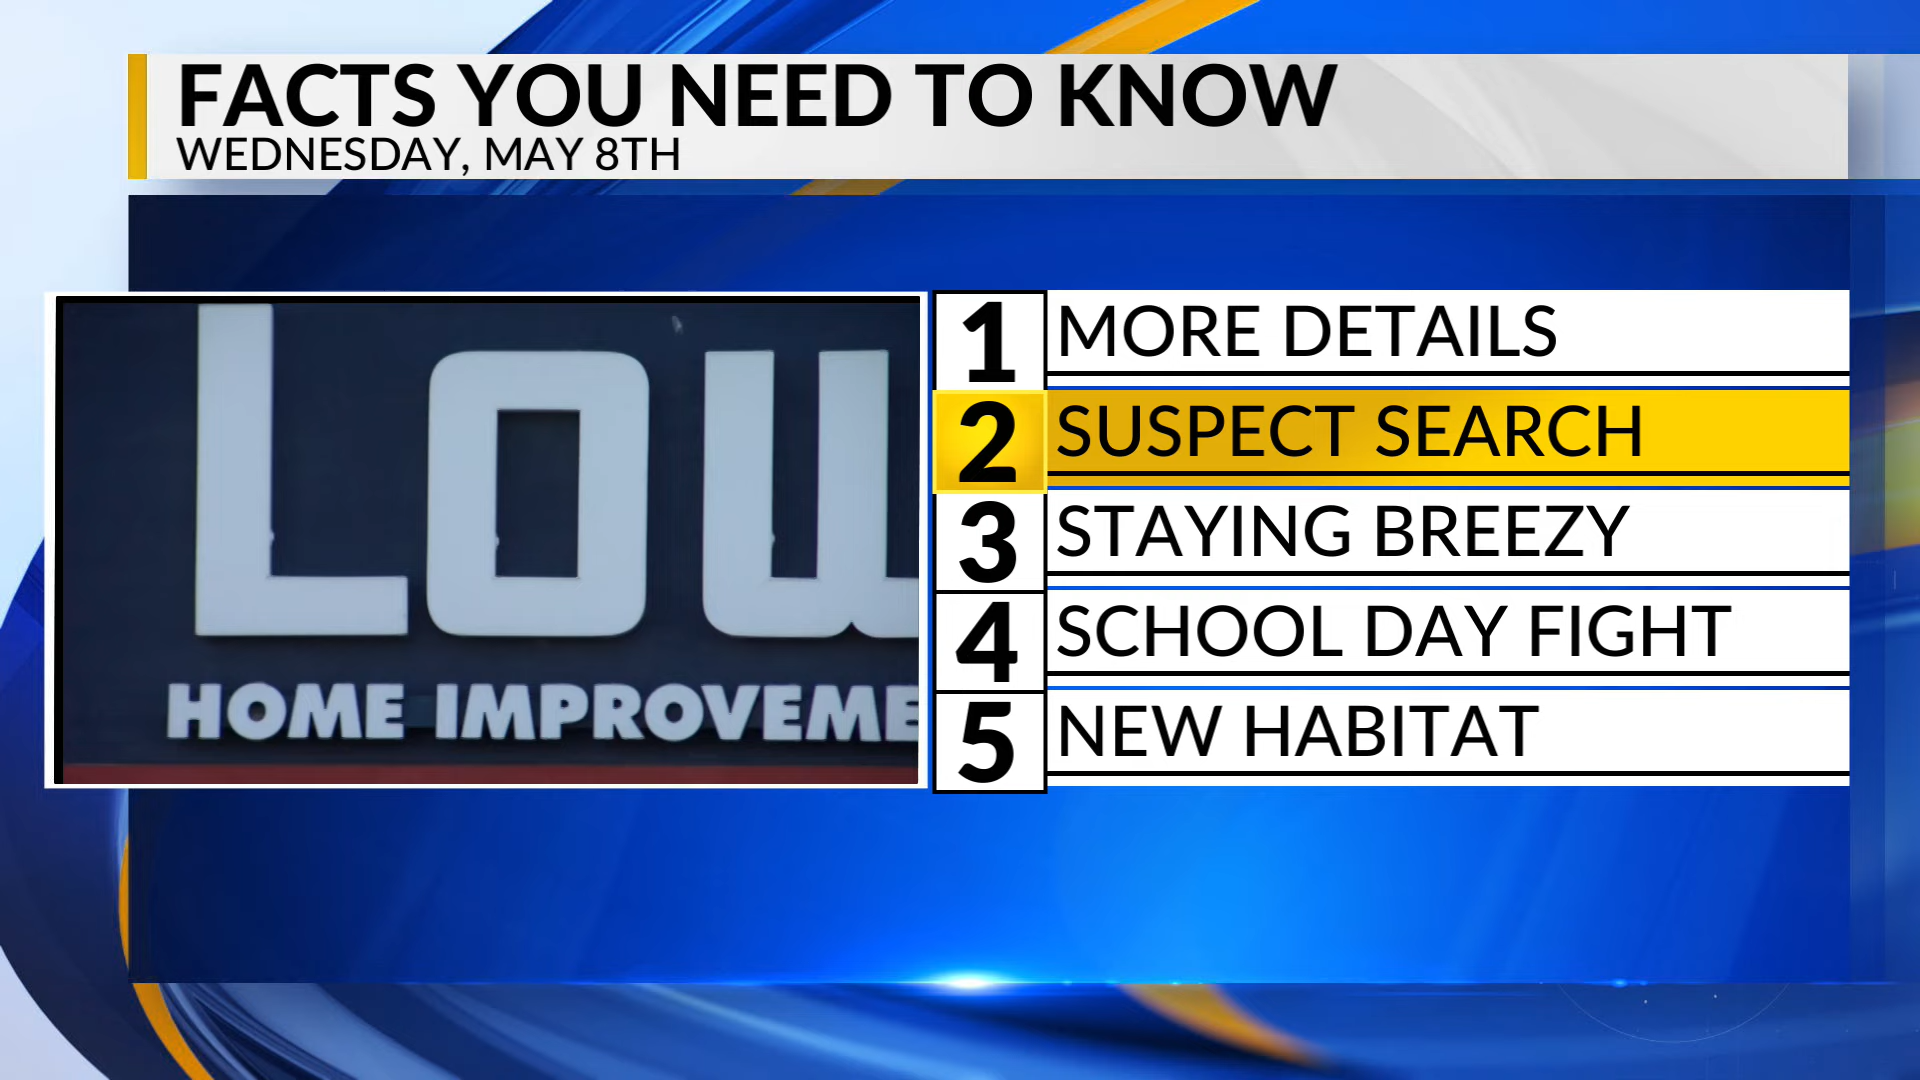 FACTS YOU NEED TO KNOW
WEDNESDAY, MAY 8TH
LOW
HOME IMPROVEME
1 MORE DETAILS
2 SUSPECT SEARCH
3 STAYING BREEZY
4 SCHOOL DAY FIGHT
5 NEW HABITAT